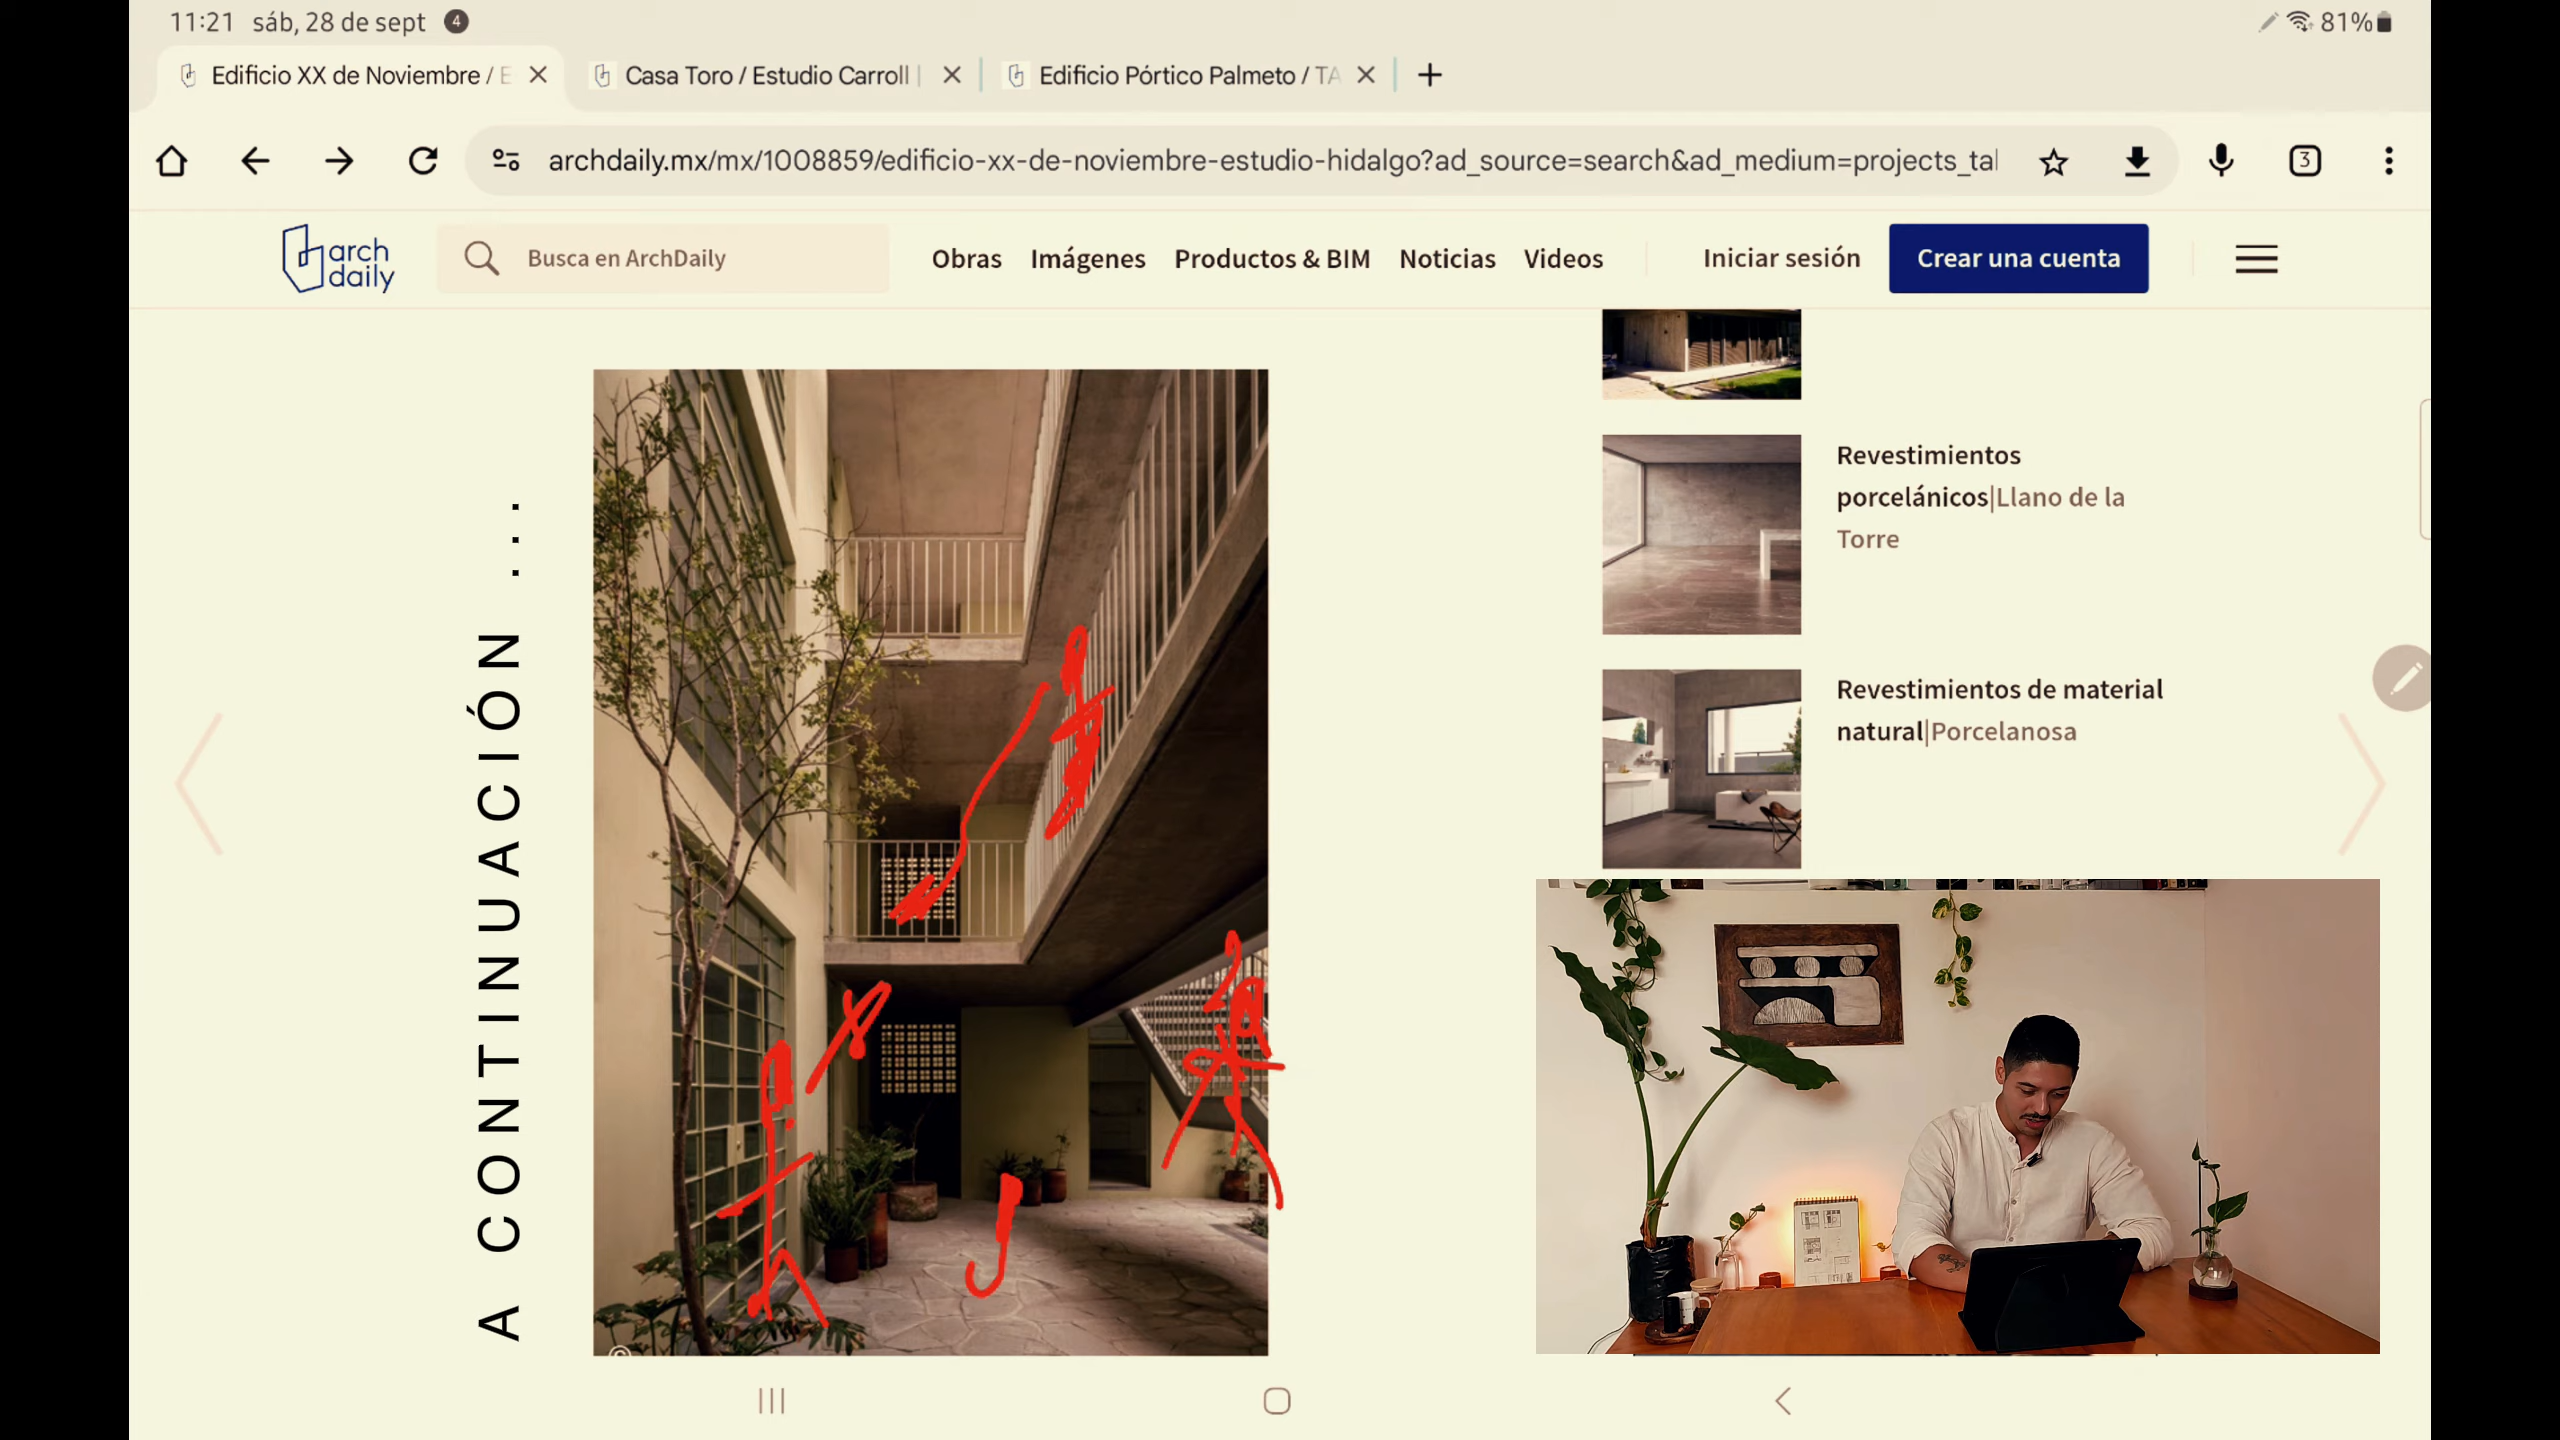 11:21 sáb, 28 de sept 4
81%
Edificio XX de Noviembre / E
Casa Toro / Estudio Carroll |
Edificio Pórtico Palmeto / TA
archdaily.mx/mx/1008859/edificio-xx-de-noviembre-estudio-hidalgo?ad_source=search&ad_medium=projects_tal
3
arch
daily
Busca en ArchDaily
Obras
Imágenes
Productos & BIM
Noticias
Videos
Iniciar sesión
Crear una cuenta
A CONTINUACIÓN ...
Revestimientos
porcelánicos|Llano de la
Torre
Revestimientos de material
natural|Porcelanosa
©